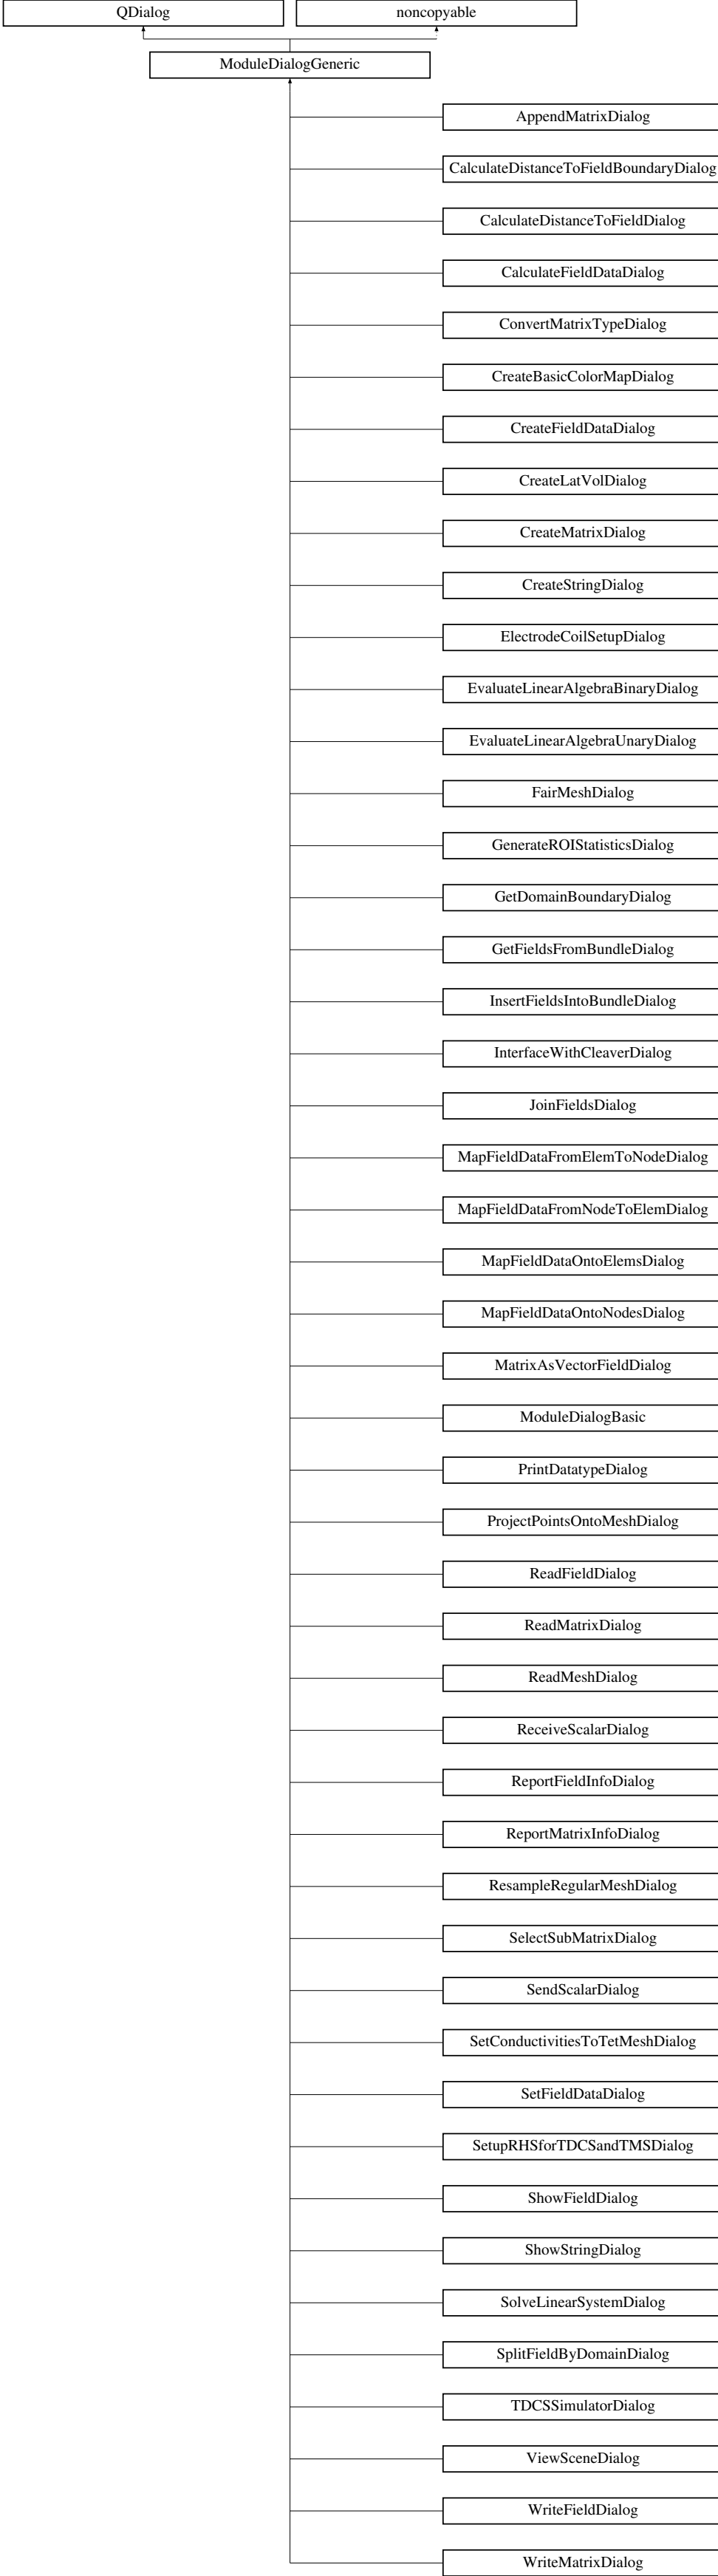 QDialog
noncopyable
ModuleDialogGeneric
AppendMatrixDialog
CalculateDistanceToFieldBoundaryDialog
CalculateDistanceToFieldDialog
CalculateFieldDataDialog
ConvertMatrixTypeDialog
CreateBasicColorMapDialog
CreateFieldDataDialog
CreateLatVolDialog
CreateMatrixDialog
CreateStringDialog
ElectrodeCoilSetupDialog
EvaluateLinearAlgebraBinaryDialog
EvaluateLinearAlgebraUnaryDialog
FairMeshDialog
GenerateROIStatisticsDialog
GetDomainBoundaryDialog
GetFieldsFromBundleDialog
InsertFieldsIntoBundleDialog
InterfaceWithCleaverDialog
JoinFieldsDialog
MapFieldDataFromElemToNodeDialog
MapFieldDataFromNodeToElemDialog
MapFieldDataOntoElemsDialog
MapFieldDataOntoNodesDialog
MatrixAsVectorFieldDialog
ModuleDialogBasic
PrintDatatypeDialog
ProjectPointsOntoMeshDialog
ReadFieldDialog
ReadMatrixDialog
ReadMeshDialog
ReceiveScalarDialog
ReportFieldInfoDialog
ReportMatrixInfoDialog
ResampleRegularMeshDialog
SelectSubMatrixDialog
SendScalarDialog
SetConductivitiesToTetMeshDialog
SetFieldDataDialog
SetupRHSforTDCSandTMSDialog
ShowFieldDialog
ShowStringDialog
SolveLinearSystemDialog
SplitFieldByDomainDialog
TDCSSimulatorDialog
ViewSceneDialog
WriteFieldDialog
WriteMatrixDialog